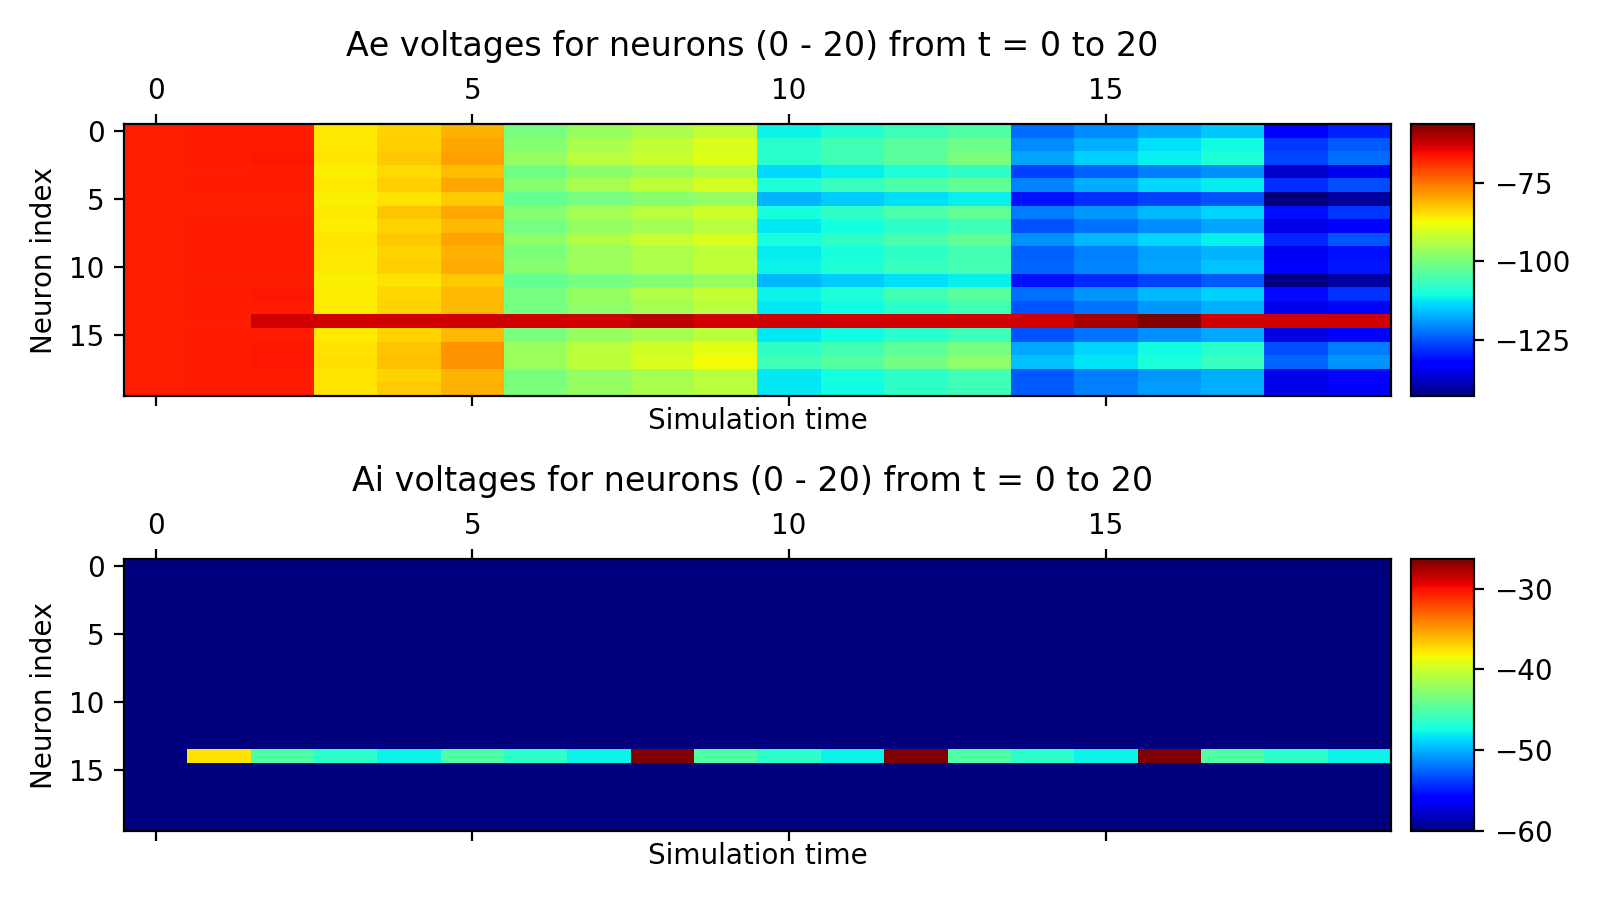 Ae voltages for neurons (0 - 20) from t = 0 to 20
0 5 10 15
Neuron index
0
5
10
15
Simulation time
−75
−100
−125
Ai voltages for neurons (0 - 20) from t = 0 to 20
0 5 10 15
Neuron index
0
5
10
15
Simulation time
−30
−40
−50
−60